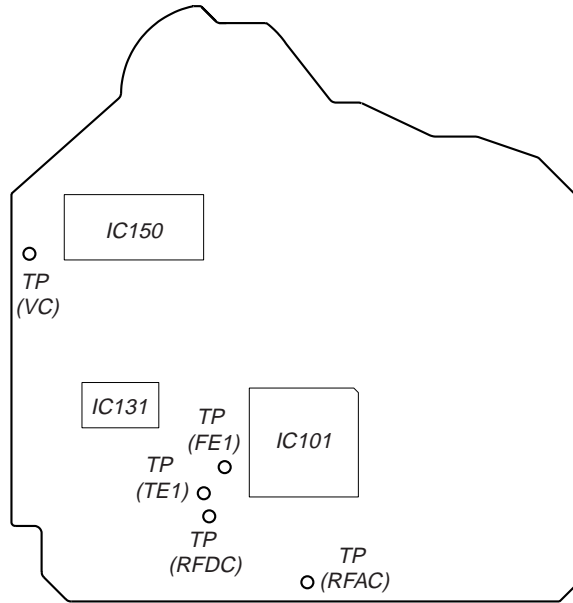 IC150
TP
(VC)
IC131
TP
(FE1)
IC101
TP
(TE1)
TP
(RFDC)
TP
(RFAC)